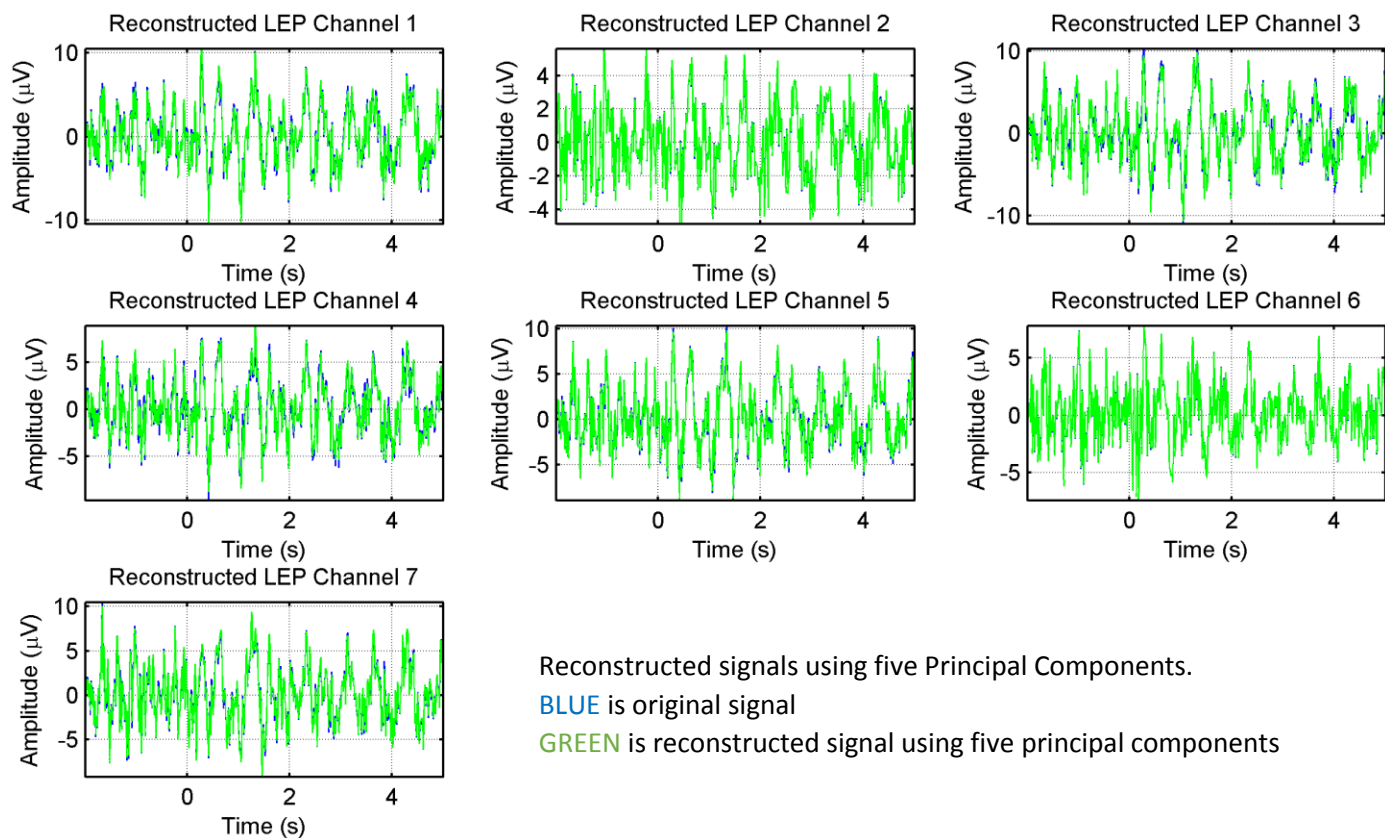 Reconstructed LEP Channel 1
10
0
-10
Amplitude (μV)
0 2 4
Time (s)
Reconstructed LEP Channel 2
4
2
0
-2
-4
Amplitude (μV)
0 2 4
Time (s)
Reconstructed LEP Channel 3
10
0
-10
Amplitude (μV)
0 2 4
Time (s)
Reconstructed LEP Channel 4
5
0
-5
Amplitude (μV)
0 2 4
Time (s)
Reconstructed LEP Channel 5
10
5
0
-5
Amplitude (μV)
0 2 4
Time (s)
Reconstructed LEP Channel 6
5
0
-5
Amplitude (μV)
0 2 4
Time (s)
Reconstructed LEP Channel 7
10
5
0
-5
Amplitude (μV)
0 2 4
Time (s)
Reconstructed signals using five Principal Components.
BLUE is original signal
GREEN is reconstructed signal using five principal components